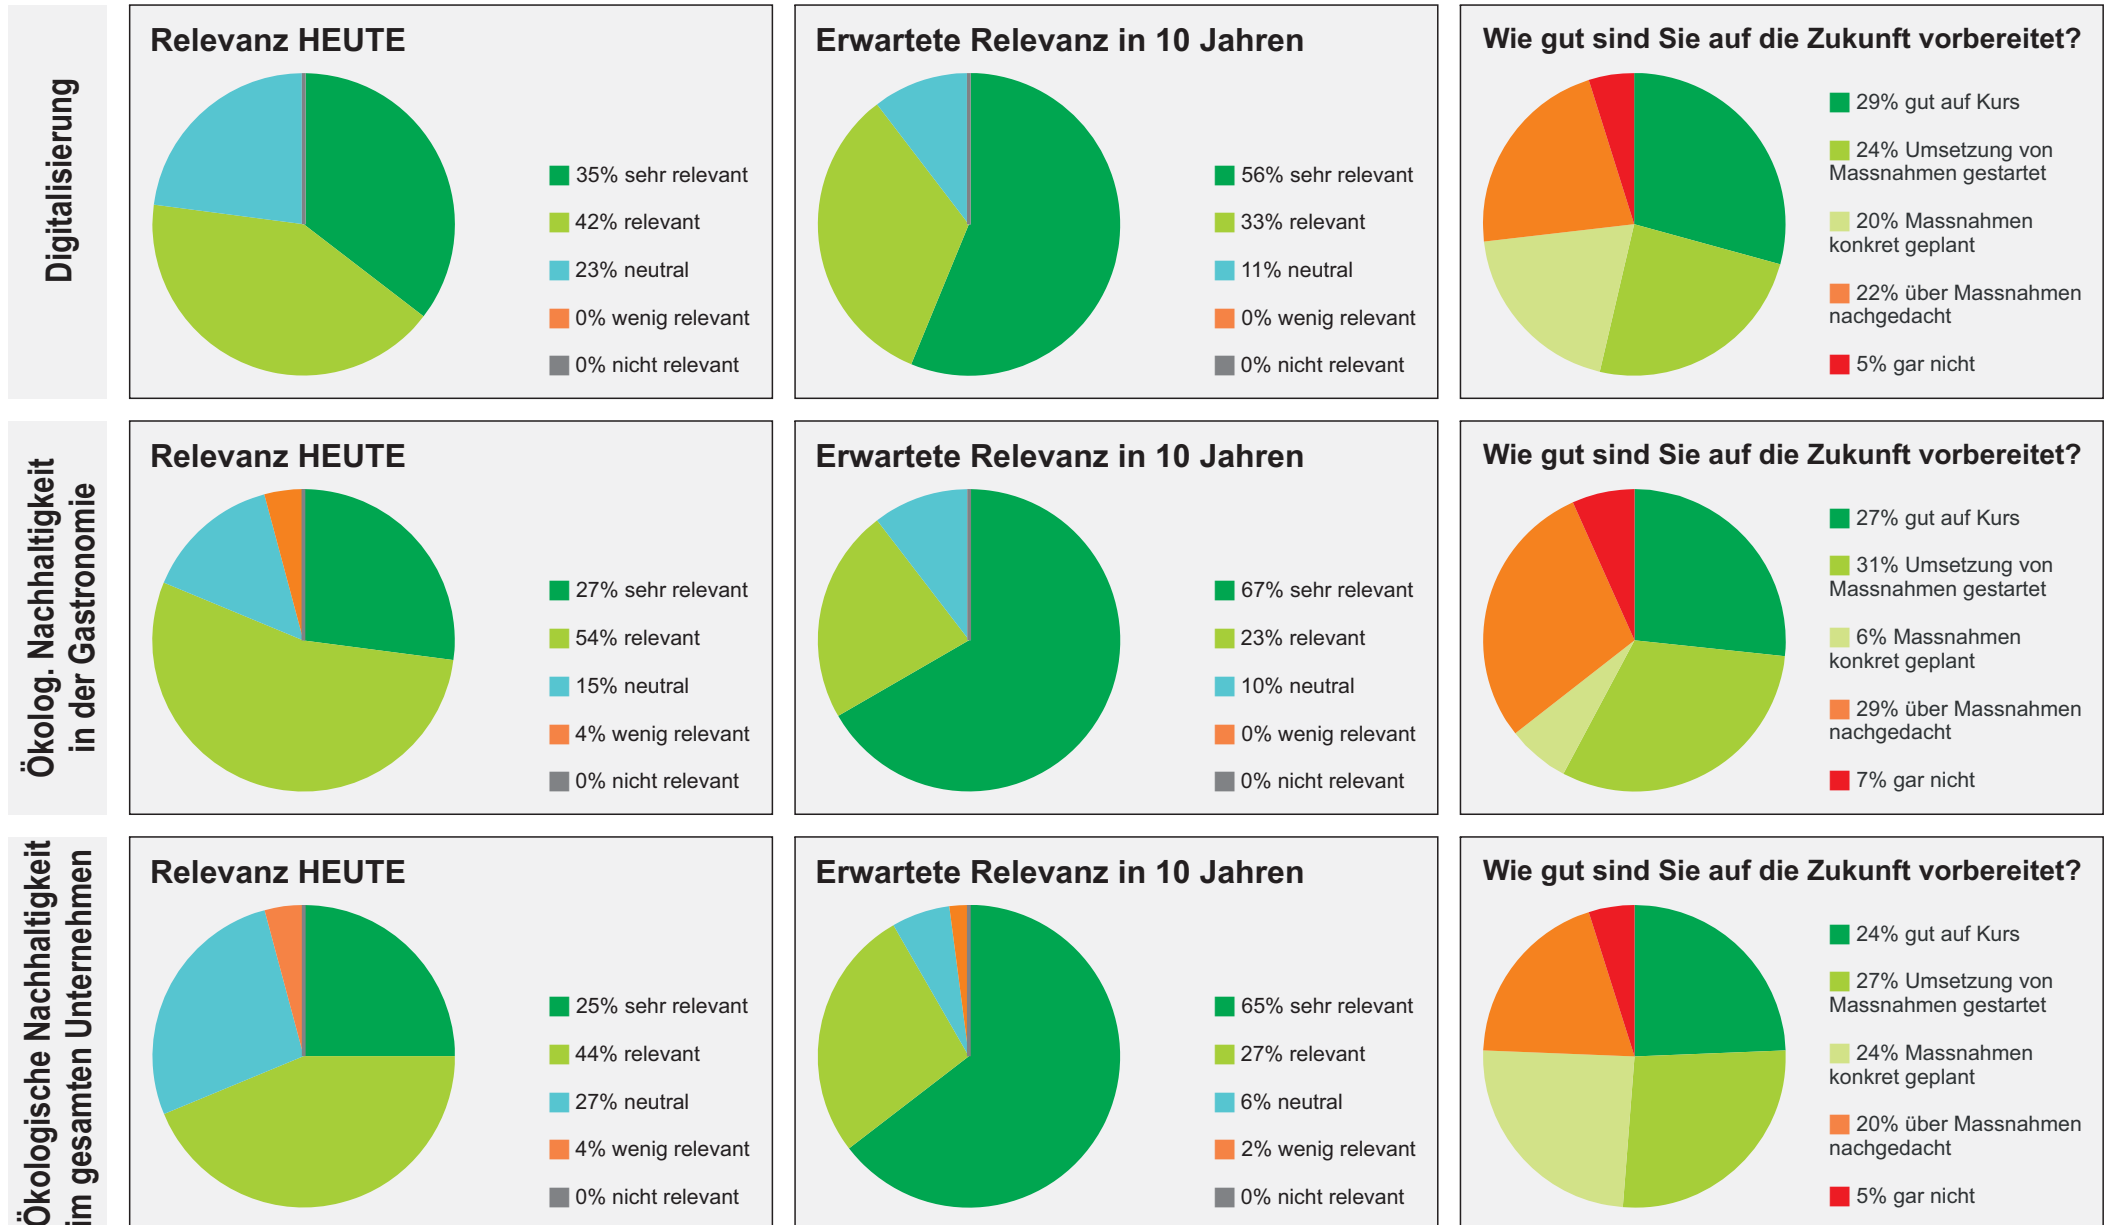 Digitalisierung
Relevanz HEUTE
35% sehr relevant
42% relevant
23% neutral
0% wenig relevant
0% nicht relevant
Erwartete Relevanz in 10 Jahren
56% sehr relevant
33% relevant
11% neutral
0% wenig relevant
0% nicht relevant
Wie gut sind Sie auf die Zukunft vorbereitet?
29% gut auf Kurs
24% Umsetzung von
Massnahmen gestartet
20% Massnahmen
konkret geplant
22% über Massnahmen
nachgedacht
5% gar nicht
Ökolog. Nachhaltigkeit
in der Gastronomie
Relevanz HEUTE
27% sehr relevant
54% relevant
15% neutral
4% wenig relevant
0% nicht relevant
Erwartete Relevanz in 10 Jahren
67% sehr relevant
23% relevant
10% neutral
0% wenig relevant
0% nicht relevant
Wie gut sind Sie auf die Zukunft vorbereitet?
27% gut auf Kurs
31% Umsetzung von
Massnahmen gestartet
6% Massnahmen
konkret geplant
29% über Massnahmen
nachgedacht
7% gar nicht
Ökologische Nachhaltigkeit
im gesamten Unternehmen
Relevanz HEUTE
25% sehr relevant
44% relevant
27% neutral
4% wenig relevant
0% nicht relevant
Erwartete Relevanz in 10 Jahren
65% sehr relevant
27% relevant
6% neutral
2% wenig relevant
0% nicht relevant
Wie gut sind Sie auf die Zukunft vorbereitet?
24% gut auf Kurs
27% Umsetzung von
Massnahmen gestartet
24% Massnahmen
konkret geplant
20% über Massnahmen
nachgedacht
5% gar nicht